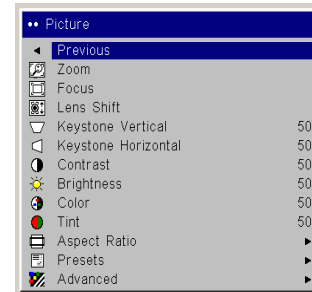 •• Picture
Previous
Zoom
Focus
Lens Shift
Keystone Vertical 50
Keystone Horizontal 50
Contrast 50
Brightness 50
Color 50
Tint 50
Aspect Ratio
Presets
Advanced